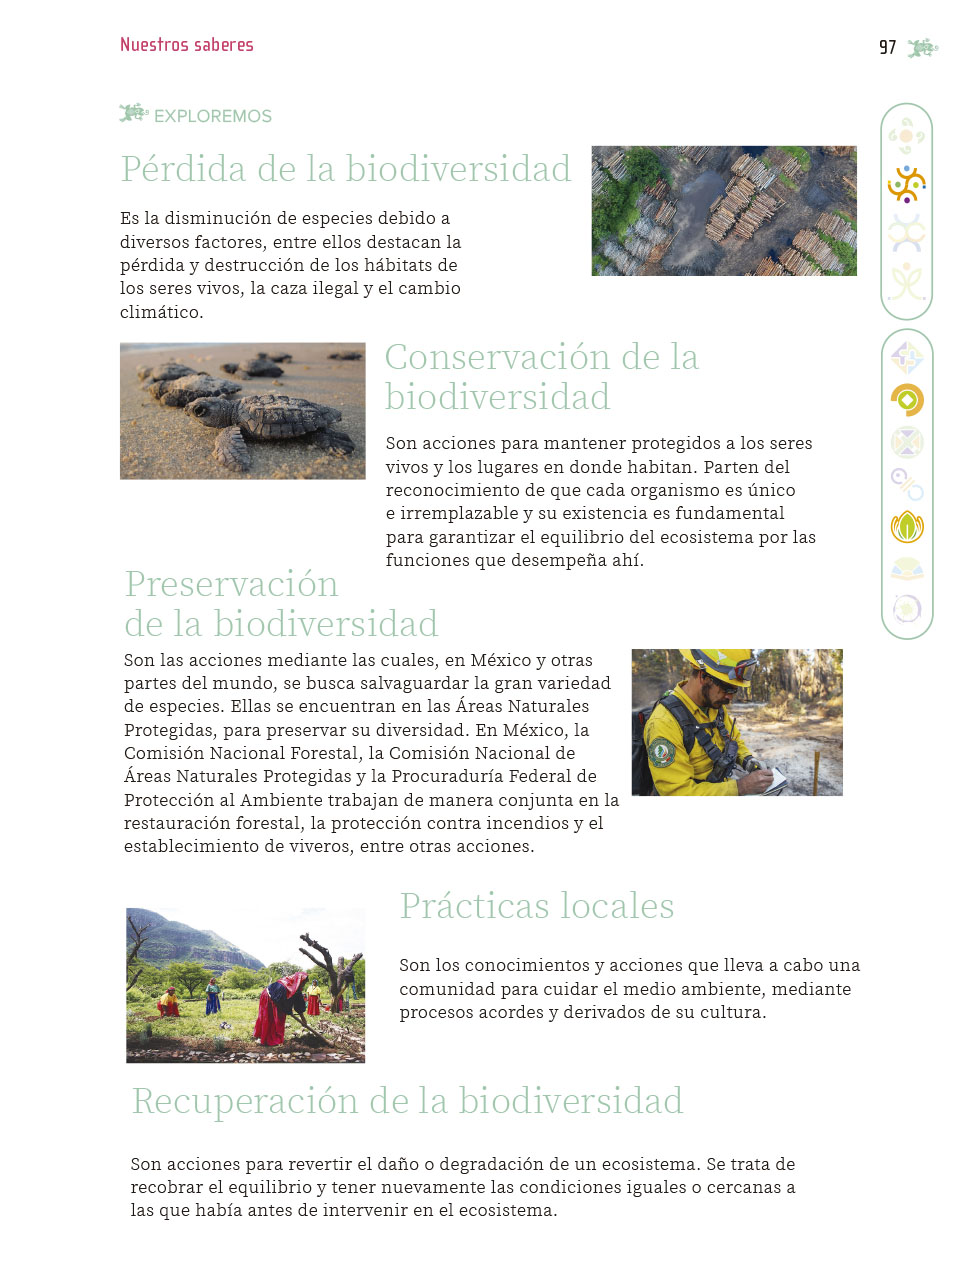 Nuestros saberes
97
EXPLOREMOS
Pérdida de la biodiversidad
Es la disminución de especies debido a
diversos factores, entre ellos destacan la
pérdida y destrucción de los hábitats de
los seres vivos, la caza ilegal y el cambio
climático.
Conservación de la
biodiversidad
Son acciones para mantener protegidos a los seres
vivos y los lugares en donde habitan. Parten del
reconocimiento de que cada organismo es único
e irremplazable y su existencia es fundamental
para garantizar el equilibrio del ecosistema por las
funciones que desempeña ahí.
Preservación
de la biodiversidad
Son las acciones mediante las cuales, en México y otras
partes del mundo, se busca salvaguardar la gran variedad
de especies. Ellas se encuentran en las Áreas Naturales
Protegidas, para preservar su diversidad. En México, la
Comisión Nacional Forestal, la Comisión Nacional de
Áreas Naturales Protegidas y la Procuraduría Federal de
Protección al Ambiente trabajan de manera conjunta en la
restauración forestal, la protección contra incendios y el
establecimiento de viveros, entre otras acciones.
Prácticas locales
Son los conocimientos y acciones que lleva a cabo una
comunidad para cuidar el medio ambiente, mediante
procesos acordes y derivados de su cultura.
Recuperación de la biodiversidad
Son acciones para revertir el daño o degradación de un ecosistema. Se trata de
recobrar el equilibrio y tener nuevamente las condiciones iguales o cercanas a
las que había antes de intervenir en el ecosistema.